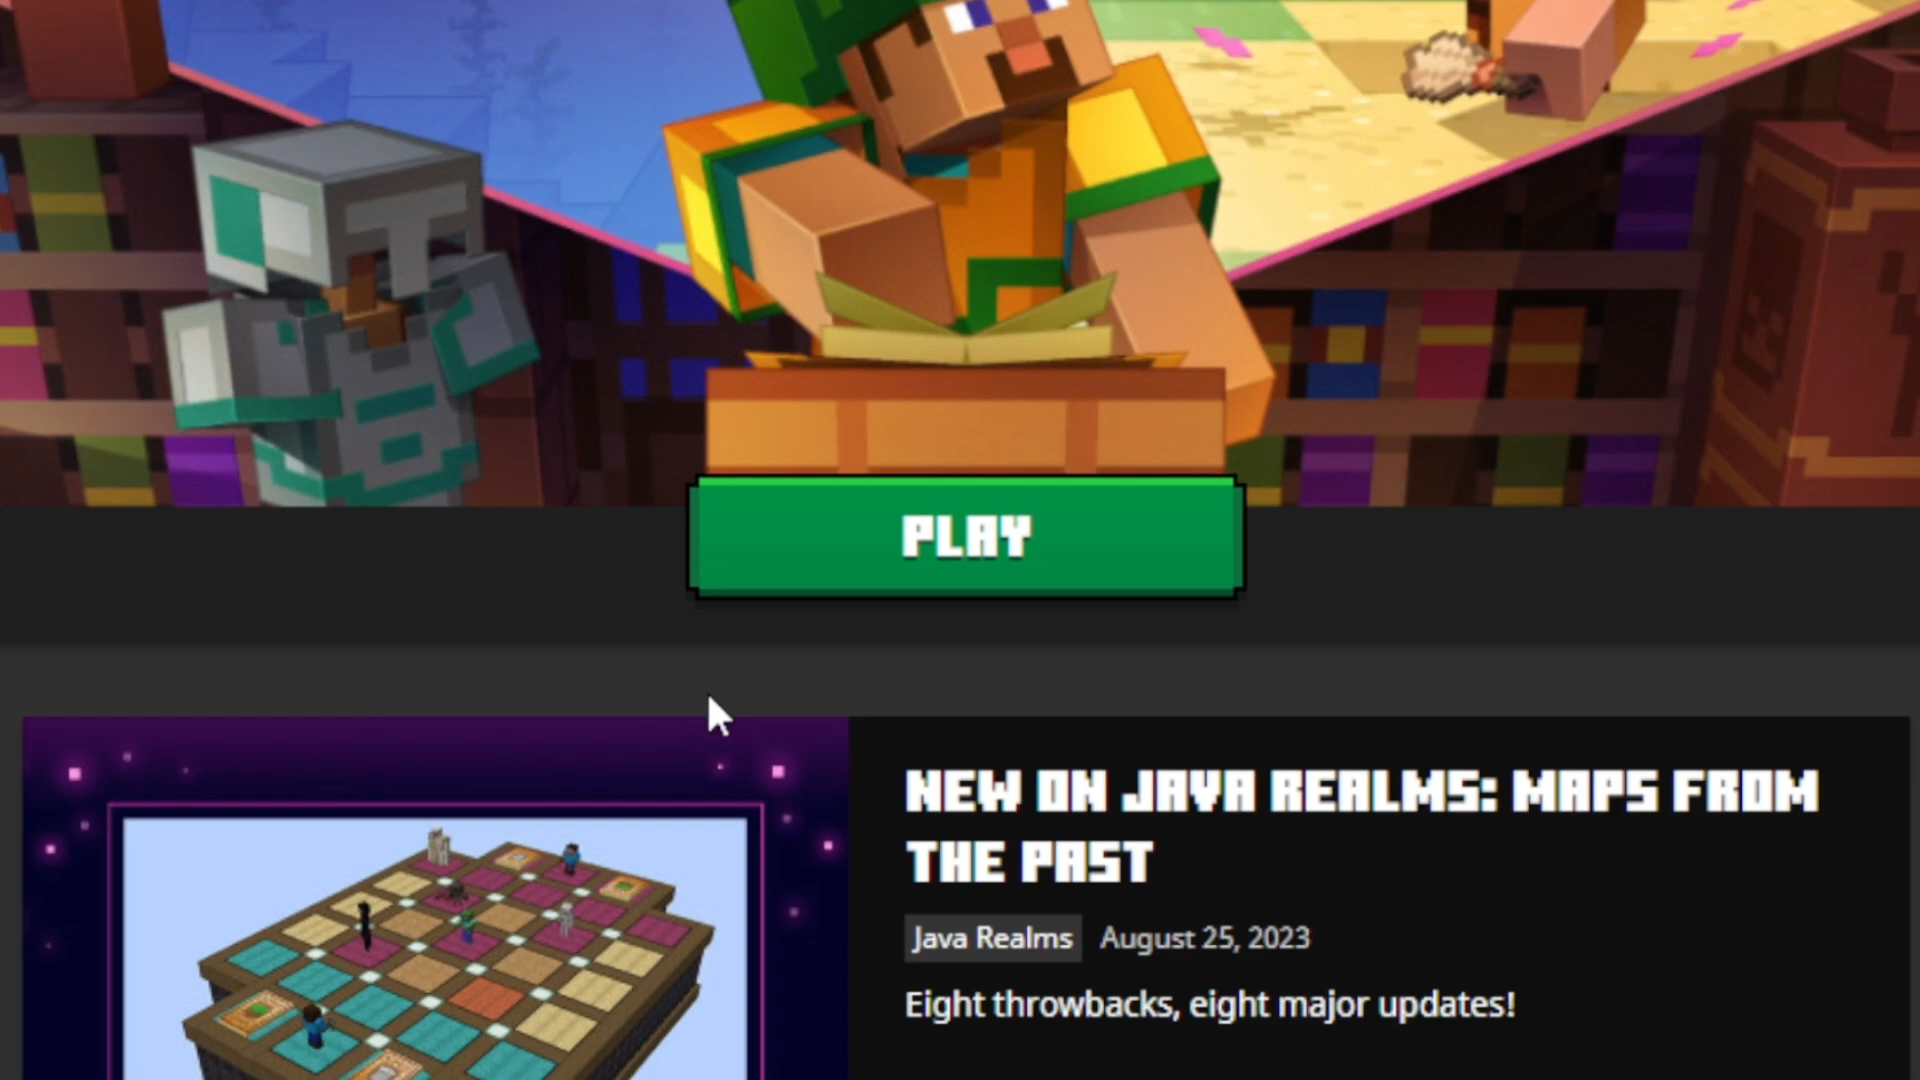 PLAY
NEW ON JAVA REALMS: MAPS FROM
THE PAST
Java Realms August 25, 2023
Eight throwbacks, eight major updates!